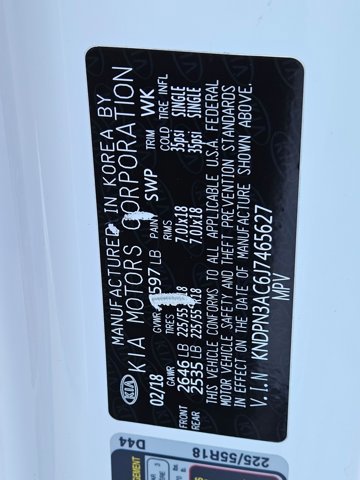 MANUFACTURED IN KOREA BY
KIA MOTORS CORPORATION
KIA
02/18 GVWR 597LB PAINT SWP TRIM WK
GAWR TIRES RIMS COLD TIRE INFL
FRONT 2646 LB 225/55R18 7.0Jx18 35psi SINGLE
REAR 2535 LB 225/55R18 7.0Jx18 35psi SINGLE
THIS VEHICLE CONFORMS TO ALL APPLICABLE U.S.A. FEDERAL
MOTOR VEHICLE SAFETY AND THEFT PREVENTION STANDARDS
IN EFFECT ON THE DATE OF MANUFACTURE SHOWN ABOVE.
V.I.N KNDPN3AC6J7465627
MPV
D44
225/55R18